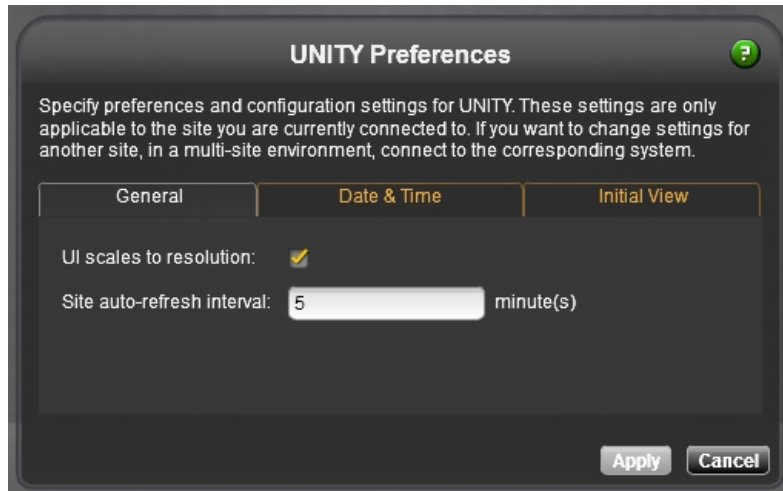 UNITY Preferences
?
Specify preferences and configuration settings for UNITY. These settings are only
applicable to the site you are currently connected to. If you want to change settings for
another site, in a multi-site environment, connect to the corresponding system.
General Date & Time Initial View
UI scales to resolution:
Site auto-refresh interval: 5 minute(s)
Apply Cancel